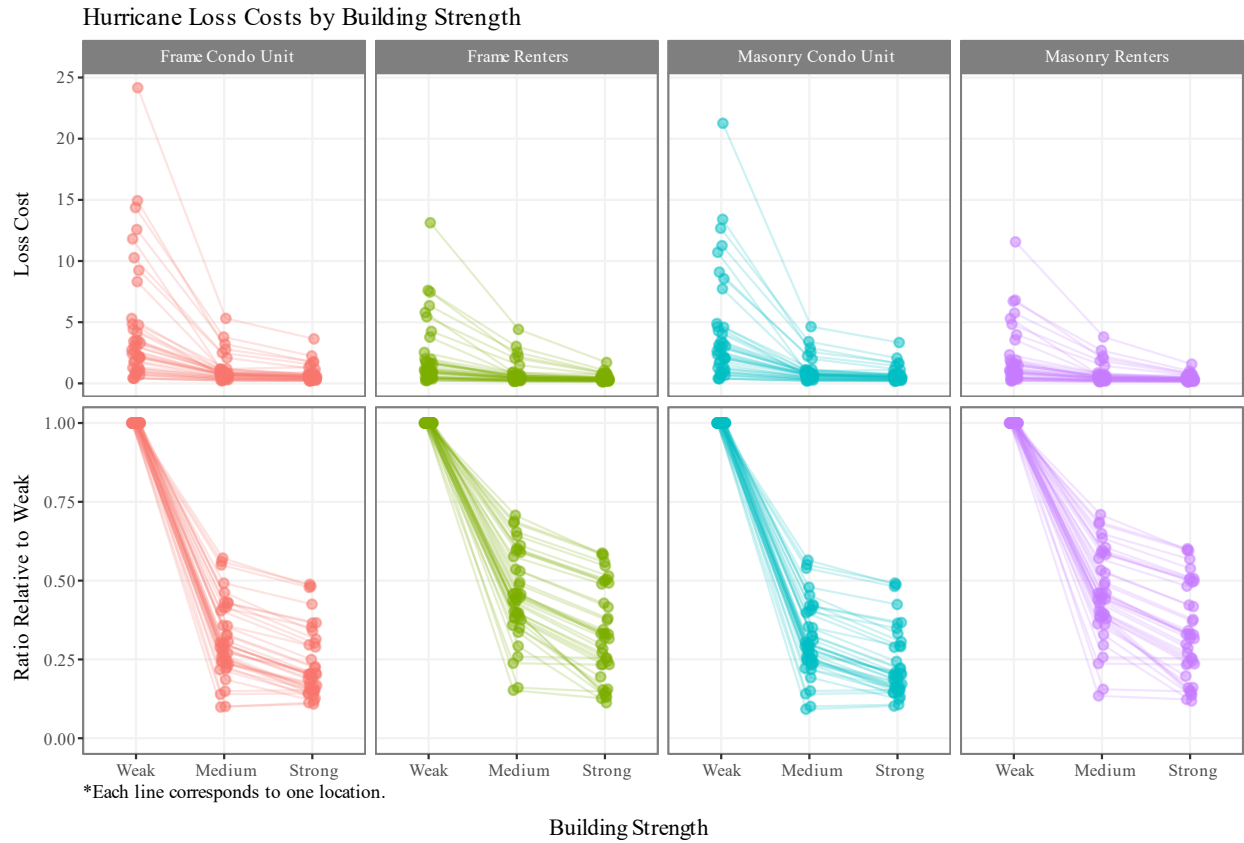 Hurricane Loss Costs by Building Strength
Frame Condo Unit
Frame Renters
Masonry Condo Unit
Masonry Renters
Loss Cost
25
20
15
10
5
0
Ratio Relative to Weak
1.00
0.75
0.50
0.25
0.00
Weak Medium Strong
Weak Medium Strong
Weak Medium Strong
Weak Medium Strong
*Each line corresponds to one location.
Building Strength